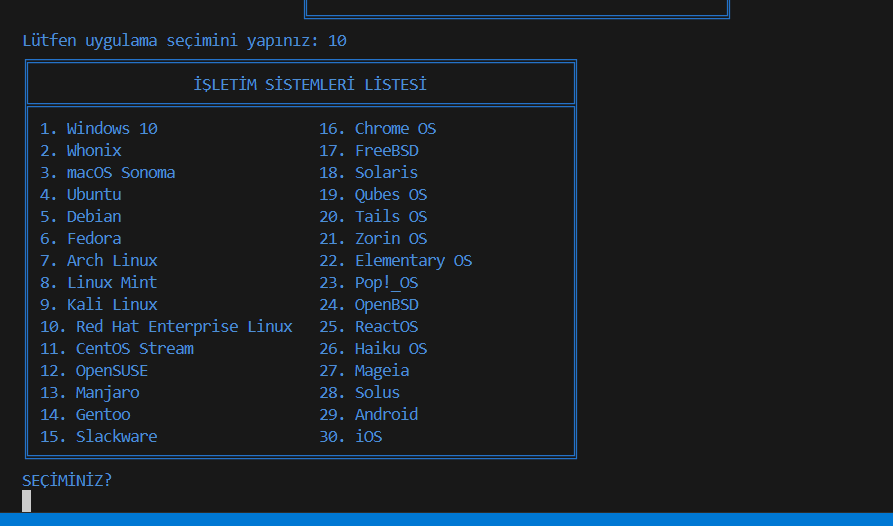 Lütfen uygulama seçimini yapınız: 10
İŞLETİM SİSTEMLERİ LİSTESİ
1. Windows 10 16. Chrome OS
2. Whonix 17. FreeBSD
3. macOS Sonoma 18. Solaris
4. Ubuntu 19. Qubes OS
5. Debian 20. Tails OS
6. Fedora 21. Zorin OS
7. Arch Linux 22. Elementary OS
8. Linux Mint 23. Pop!_OS
9. Kali Linux 24. OpenBSD
10. Red Hat Enterprise Linux 25. ReactOS
11. CentOS Stream 26. Haiku OS
12. OpenSUSE 27. Mageia
13. Manjaro 28. Solus
14. Gentoo 29. Android
15. Slackware 30. iOS
SEÇİMİNİZ?